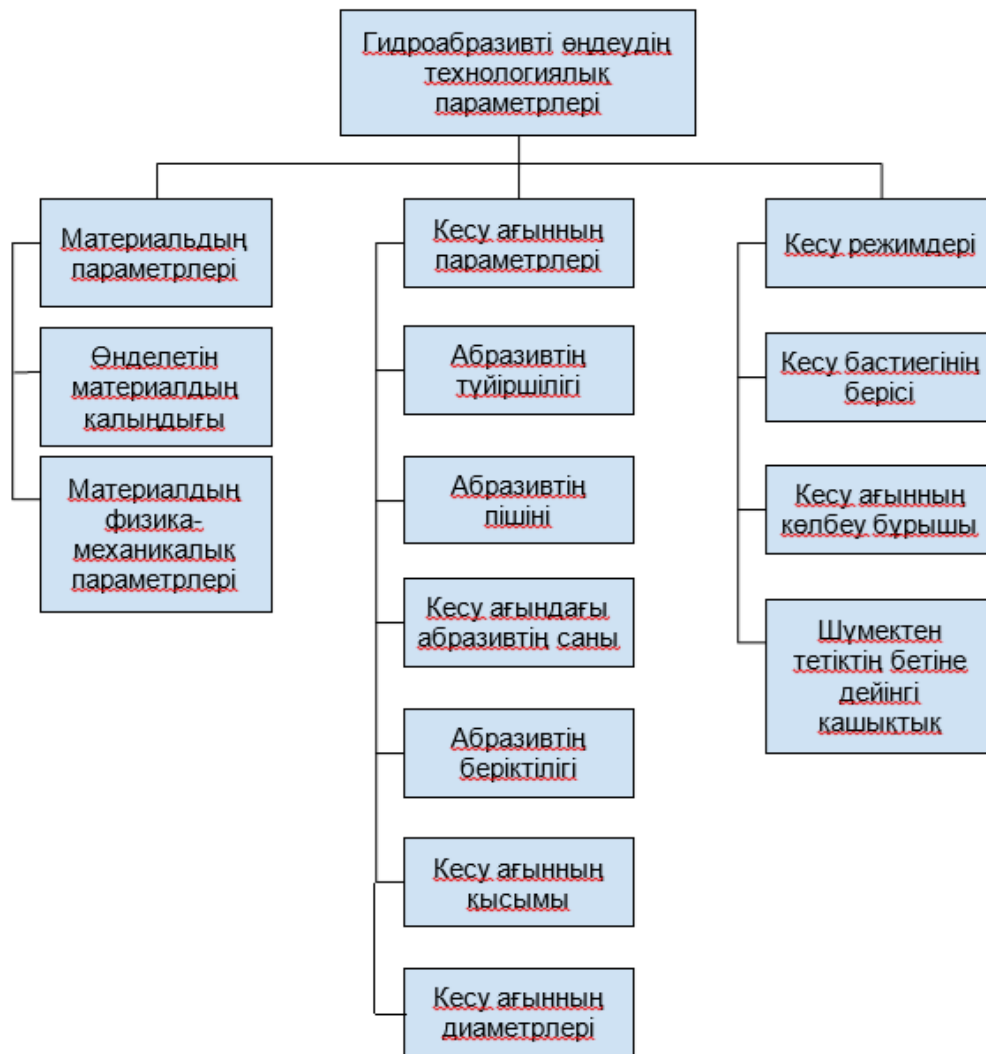 Гидроабразивті өңдеудің
технологиялық
параметрлері
Материальдың
параметрлері
Өнделетін
материалдың
қалыңдығы
Материалдың
физика-
механикалық
параметрлері
Кесу ағынның
параметрлері
Абразивтің
түйіршілігі
Абразивтің
пішіні
Кесу ағындағы
абразивтің саны
Абразивтің
беріктілігі
Кесу ағынның
қысымы
Кесу ағынның
диаметрлері
Кесу режимдері
Кесу бастиегінің
берісі
Кесу ағынның
көлбеу бұрышы
Шүмектен
тетіктің бетіне
дейінгі
қашықтық